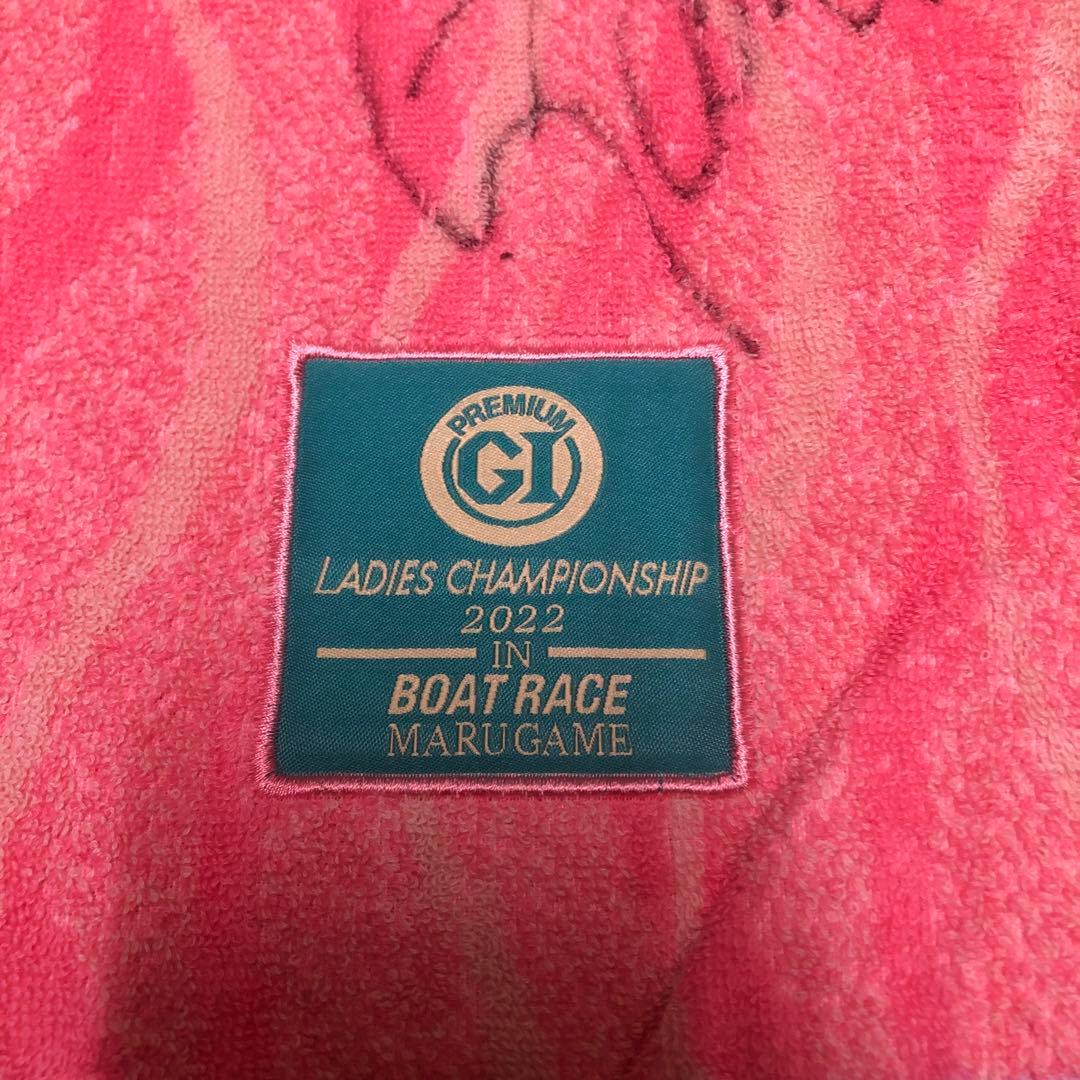 PREMIUM
GI
LADIES CHAMPIONSHIP
2022
IN
BOAT RACE
MARUGAME